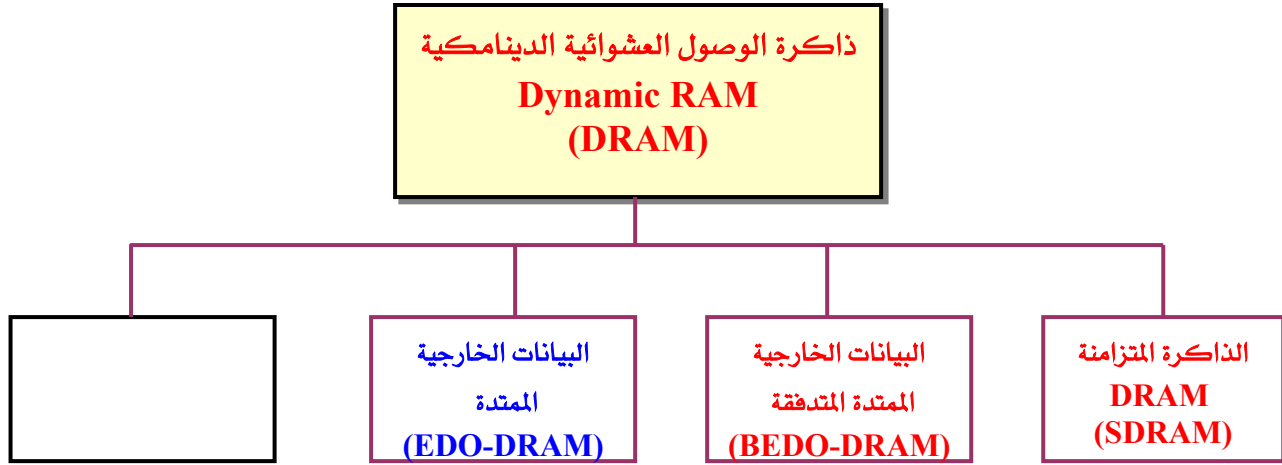 ذاكرة الوصول العشوائية الدينامكية
Dynamic RAM
(DRAM)
الذاكرة المتزامنة
DRAM
(SDRAM)
البيانات الخارجية
الممتدة المتدفقة
(BEDO-DRAM)
البيانات الخارجية
الممتدة
(EDO-DRAM)